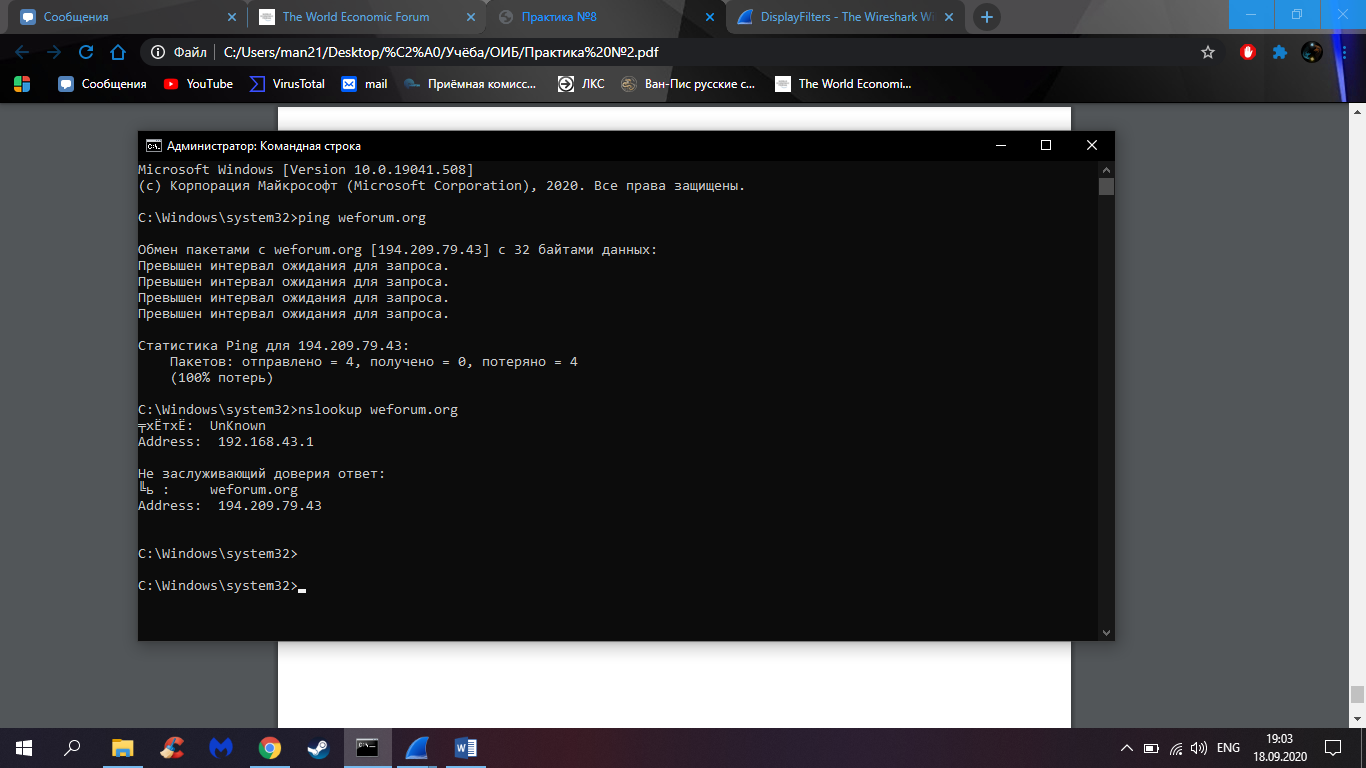 Сообщения
The World Economic Forum
Практика №8
DisplayFilters - The Wireshark Wi
Файл
C:/Users/man21/Desktop/%C2%A0/Учёба/ОИБ/Практика%20№2.pdf
Сообщения
YouTube
VirusTotal
mail
Приёмная комисс...
ЛКС
Ван-Пис русские с...
The World Economi...
Администратор: Командная строка
Microsoft Windows [Version 10.0.19041.508]
(c) Корпорация Майкрософт (Microsoft Corporation), 2020. Все права защищены.
C:\Windows\system32>ping weforum.org
Обмен пакетами с weforum.org [194.209.79.43] с 32 байтами данных:
Превышен интервал ожидания для запроса.
Превышен интервал ожидания для запроса.
Превышен интервал ожидания для запроса.
Превышен интервал ожидания для запроса.
Статистика Ping для 194.209.79.43:
Пакетов: отправлено = 4, получено = 0, потеряно = 4
(100% потерь)
C:\Windows\system32>nslookup weforum.org
╤хЁтхЁ:  UnKnown
Address:  192.168.43.1
Не заслуживающий доверия ответ:
╚ь :     weforum.org
Address:  194.209.79.43
C:\Windows\system32>
C:\Windows\system32>
ENG
19:03
18.09.2020